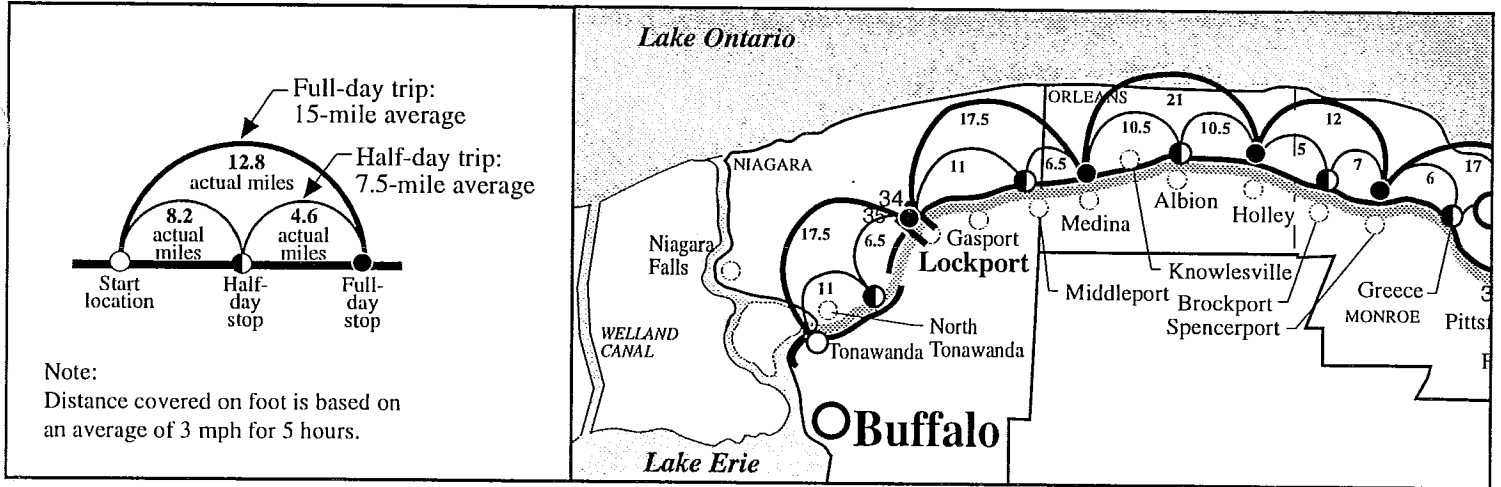 Full-day trip:
15-mile average
12.8
actual miles
Half-day trip:
7.5-mile average
8.2
actual
miles
4.6
actual
miles
Start
location
Half-
day
stop
Full-
day
stop
Note:
Distance covered on foot is based on
an average of 3 mph for 5 hours.
Lake Ontario
ORLEANS
21
17.5
10.5
10.5
12
NIAGARA
11
6.5
5
7
17
6
34
35
Medina
Albion
Holley
Gasport
Lockport
Niagara
Falls
17.5
6.5
11
Knowlesville
Middleport
Brockport
Spencerport
Greece
MONROE
3
Pitts
North
Tonawanda
Tonawanda
WELLAND
CANAL
Buffalo
Lake Erie